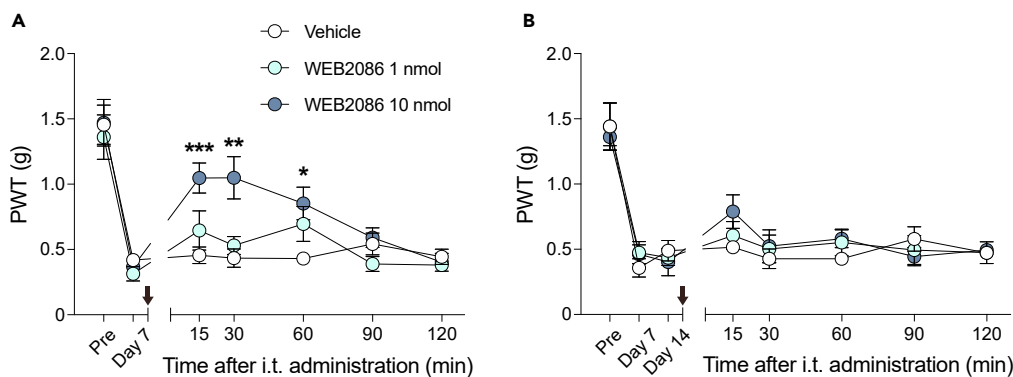 A
Vehicle
WEB2086 1 nmol
WEB2086 10 nmol
2.0
1.5
1.0
0.5
0
PWT (g)
***
**
*
Pre
Day 7
15
30
60
90
120
Time after i.t. administration (min)
B
2.0
1.5
1.0
0.5
0
PWT (g)
Pre
Day 7
Day 14
15
30
60
90
120
Time after i.t. administration (min)